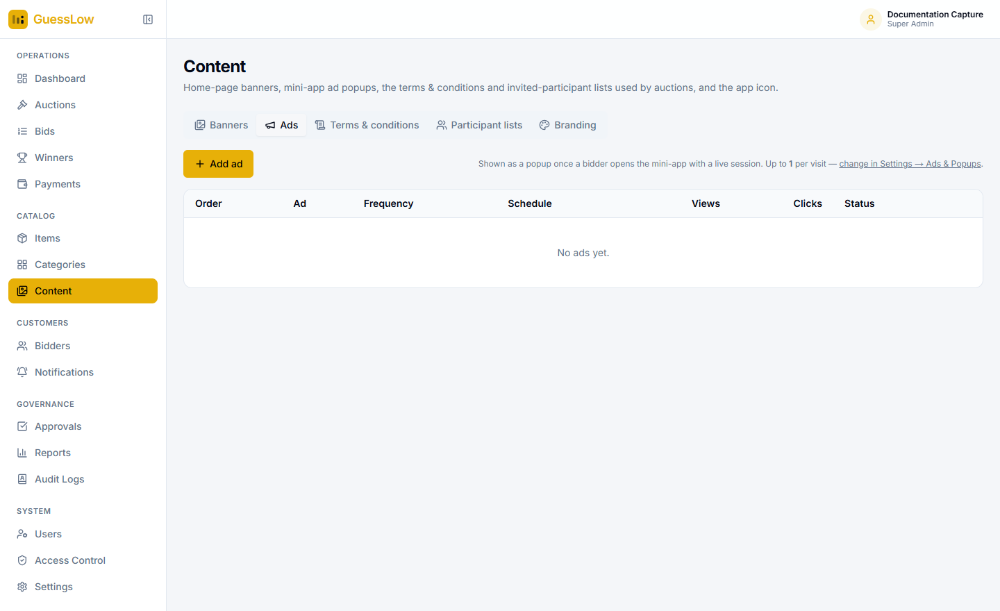 GuessLow
Documentation Capture
Super Admin
OPERATIONS
Dashboard
Auctions
Bids
Winners
Payments
CATALOG
Items
Categories
Content
CUSTOMERS
Bidders
Notifications
GOVERNANCE
Approvals
Reports
Audit Logs
SYSTEM
Users
Access Control
Settings
Content
Home-page banners, mini-app ad popups, the terms & conditions and invited-participant lists used by auctions, and the app icon.
Banners Ads Terms & conditions Participant lists Branding
+ Add ad
Shown as a popup once a bidder opens the mini-app with a live session. Up to 1 per visit — change in Settings → Ads & Popups.
Order Ad Frequency Schedule Views Clicks Status
No ads yet.